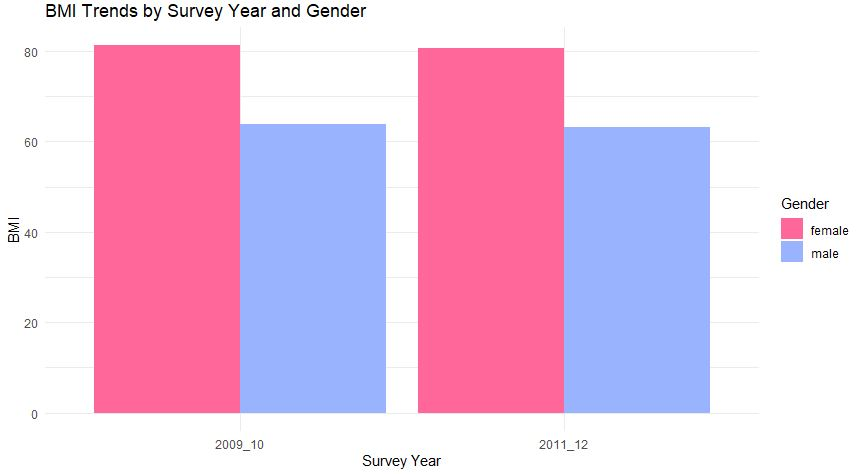 BMI Trends by Survey Year and Gender
80
60
40
20
0
BMI
2009_10
2011_12
Survey Year
Gender
female
male